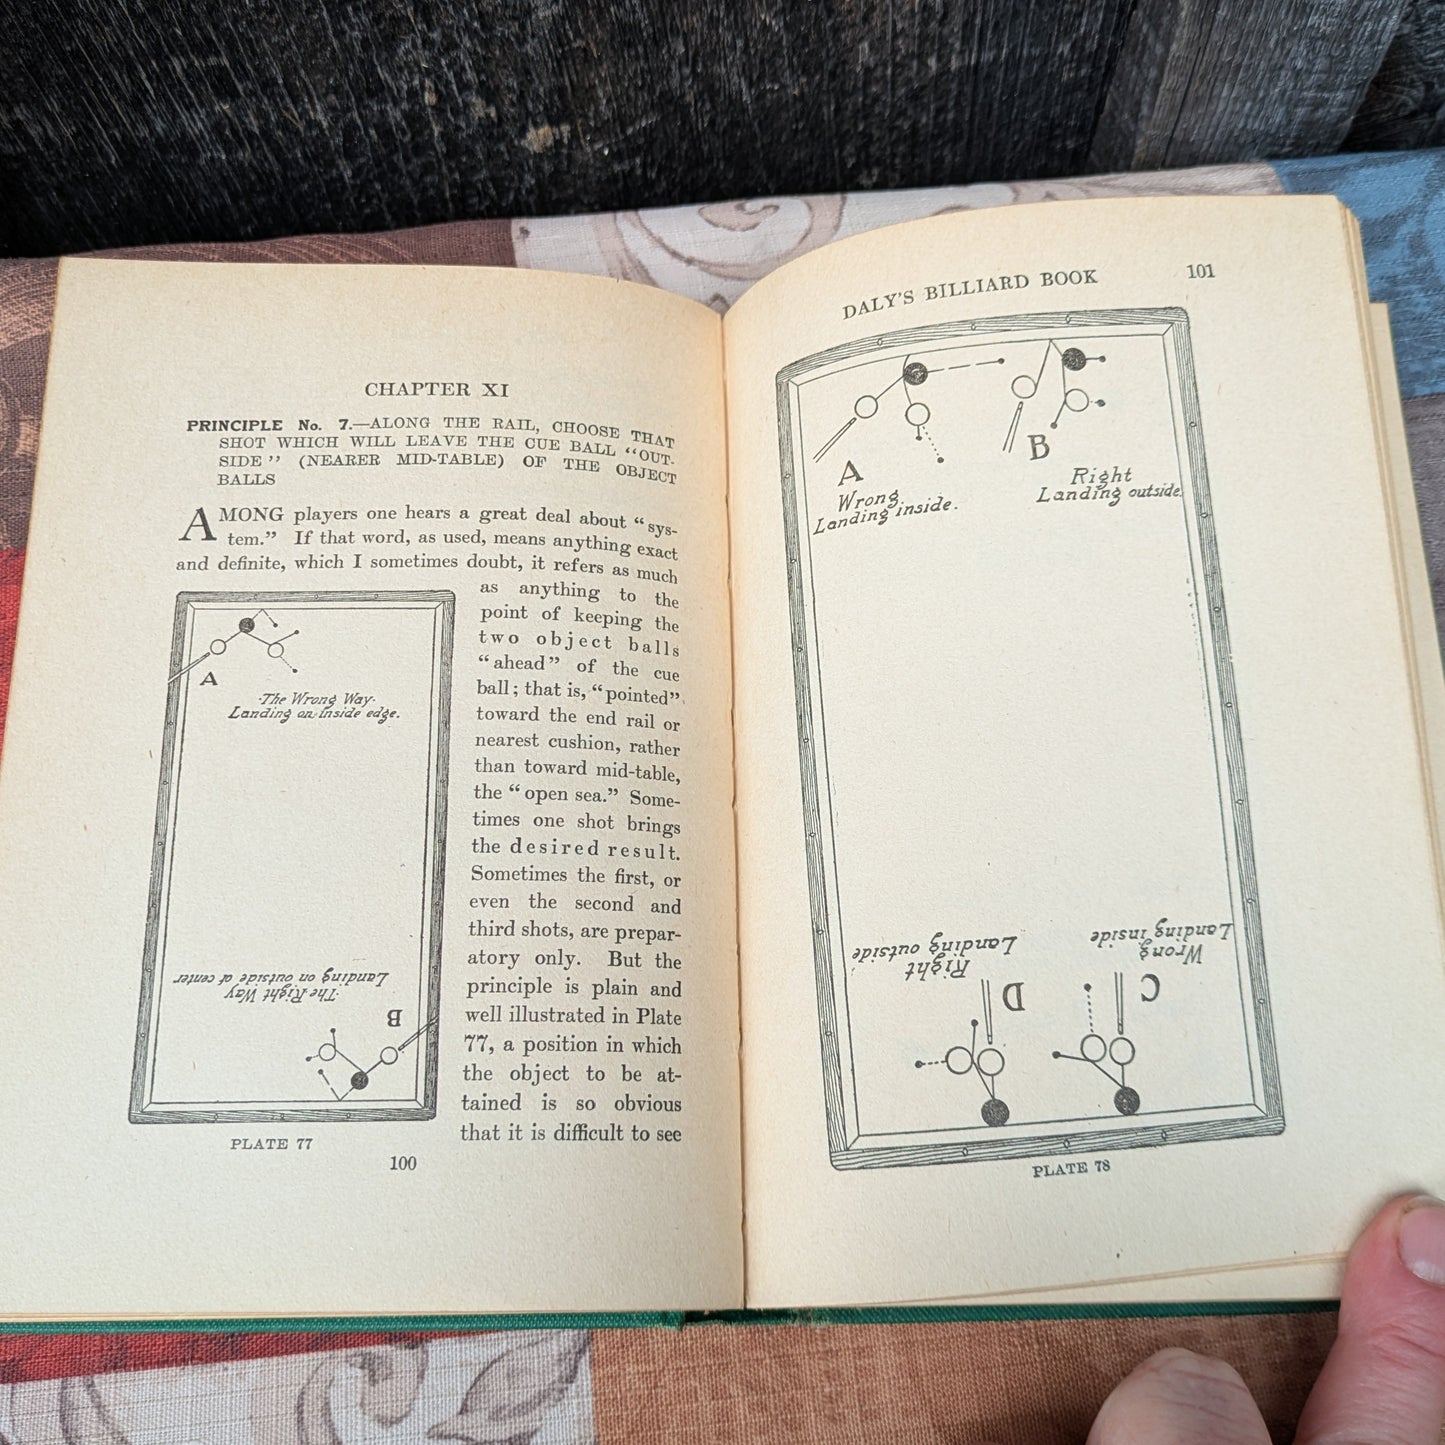 CHAPTER XI
PRINCIPLE No. 7.—ALONG THE RAIL, CHOOSE THAT
SHOT WHICH WILL LEAVE THE CUE BALL “OUT-
SIDE” (NEARER MID-TABLE) OF THE OBJECT
BALLS
AMONG players one hears a great deal about “sys-
tem.” If that word, as used, means anything exact
and definite, which I sometimes doubt, it refers as much
as anything to the
point of keeping the
two object balls
“ahead” of the cue
ball; that is, “pointed”
toward the end rail or
nearest cushion, rather
than toward mid-table,
the “open sea.” Some-
times one shot brings
the desired result.
Sometimes the first, or
even the second and
third shots, are prepar-
atory only. But the
principle is plain and
well illustrated in Plate
77, a position in which
the object to be at-
tained is so obvious
that it is difficult to see
A
·The Wrong Way·
Landing on inside edge.
B
·The Right Way
Landing on outside at center
PLATE 77
100
DALY’S BILLIARD BOOK 101
A
Wrong.
Landing inside.
B
Right
Landing outside.
C
Wrong
Landing inside
D
Right
Landing outside
PLATE 78